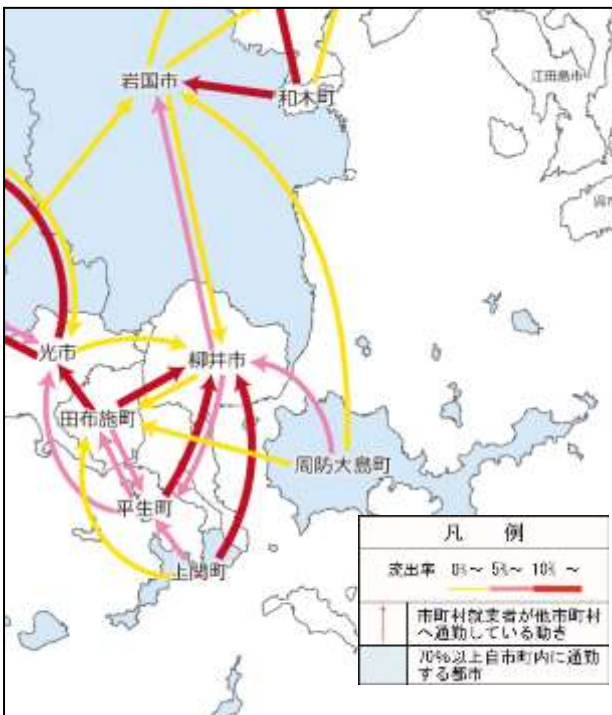 岩国市
和木町
江田島市
光市
柳井市
田布施町
周防大島町
平生町
上関町
凡 例
流出率 0%～ 5%～ 10% ～
市町村就業者が他市町村
へ通勤している動き
70%以上自市町内に通勤
する都市